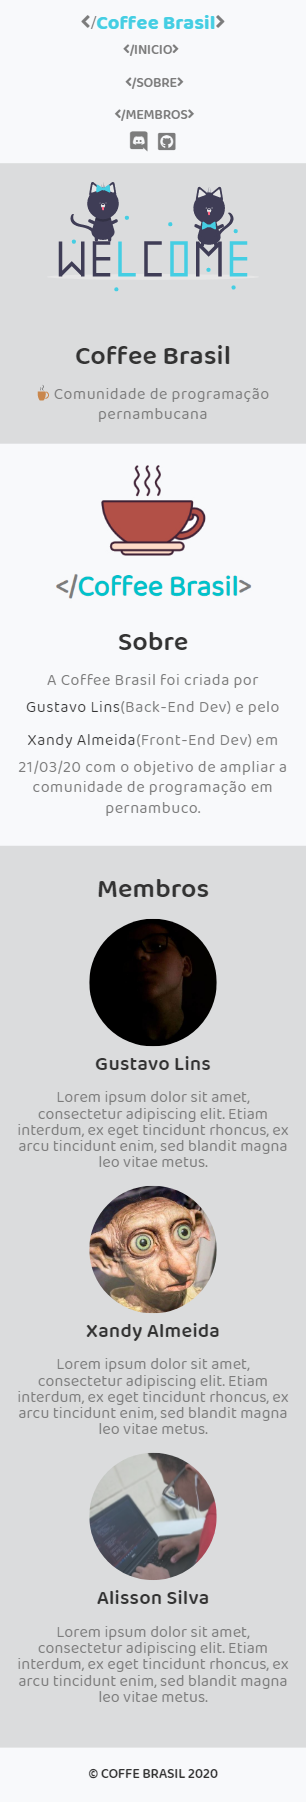 </Coffee Brasil>
</INICIO>
</SOBRE>
</MEMBROS>
WELCOME
Coffee Brasil
Comunidade de programação
pernambucana
</Coffee Brasil>
Sobre
A Coffee Brasil foi criada por
Gustavo Lins(Back-End Dev) e pelo
Xandy Almeida(Front-End Dev) em
21/03/20 com o objetivo de ampliar a
comunidade de programação em
pernambuco.
Membros
Gustavo Lins
Lorem ipsum dolor sit amet,
consectetur adipiscing elit. Etiam
interdum, ex eget tincidunt rhoncus, ex
arcu tincidunt enim, sed blandit magna
leo vitae metus.
Xandy Almeida
Lorem ipsum dolor sit amet,
consectetur adipiscing elit. Etiam
interdum, ex eget tincidunt rhoncus, ex
arcu tincidunt enim, sed blandit magna
leo vitae metus.
Alisson Silva
Lorem ipsum dolor sit amet,
consectetur adipiscing elit. Etiam
interdum, ex eget tincidunt rhoncus, ex
arcu tincidunt enim, sed blandit magna
leo vitae metus.
© COFFE BRASIL 2020